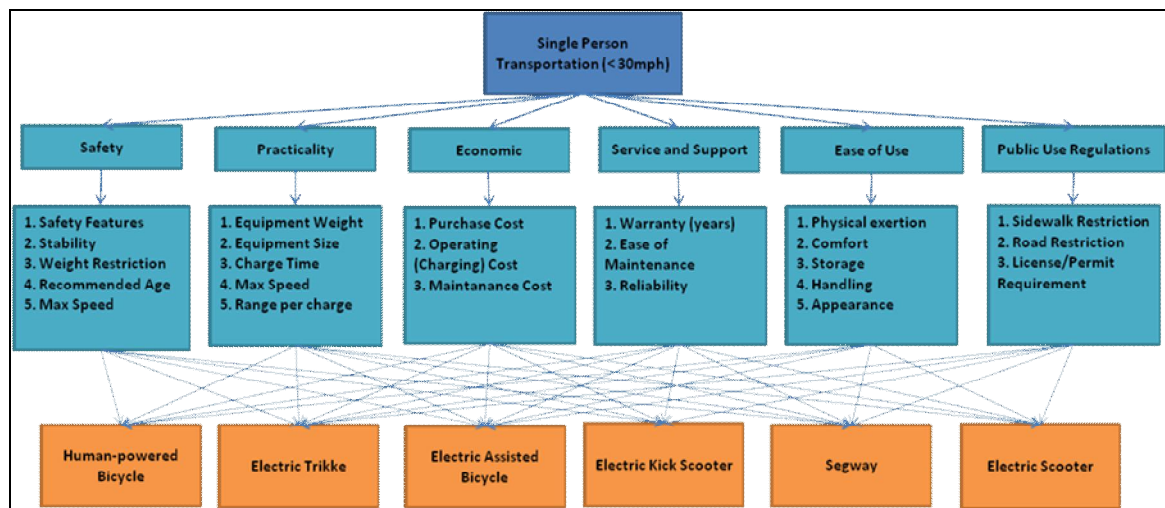 Single Person
Transportation (< 30mph)
Safety
Practicality
Economic
Service and Support
Ease of Use
Public Use Regulations
1. Safety Features
2. Stability
3. Weight Restriction
4. Recommended Age
5. Max Speed
1. Equipment Weight
2. Equipment Size
3. Charge Time
4. Max Speed
5. Range per charge
1. Purchase Cost
2. Operating
(Charging) Cost
3. Maintanance Cost
1. Warranty (years)
2. Ease of
Maintenance
3. Reliability
1. Physical exertion
2. Comfort
3. Storage
4. Handling
5. Appearance
1. Sidewalk Restriction
2. Road Restriction
3. License/Permit
Requirement
Human-powered
Bicycle
Electric Trikke
Electric Assisted
Bicycle
Electric Kick Scooter
Segway
Electric Scooter